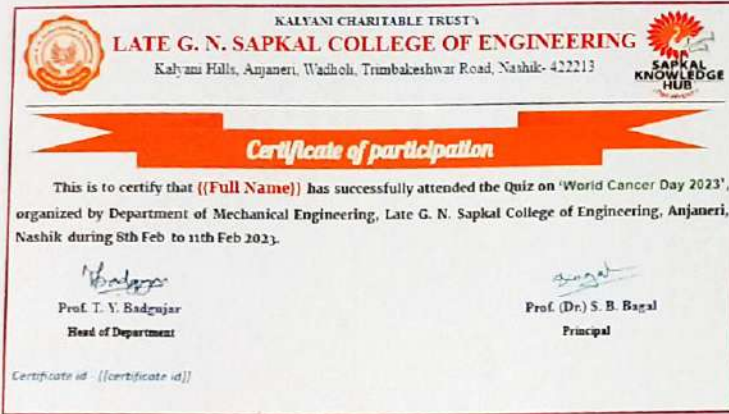 KALYANI CHARITABLE TRUST's
LATE G. N. SAPKAL COLLEGE OF ENGINEERING
Kalyani Hills, Anjaneri, Wadholi, Trimbakeshwar Road, Nashik- 422213
SAPKAL
KNOWLEDGE
HUB
Certificate of participation
This is to certify that {{Full Name}} has successfully attended the Quiz on 'World Cancer Day 2023',
organized by Department of Mechanical Engineering, Late G. N. Sapkal College of Engineering, Anjaneri,
Nashik during 8th Feb to 11th Feb 2023.
Prof. T. Y. Badgujar
Prof. (Dr.) S. B. Bagal
Head of Department
Principal
Certificate id - {{certificate id}}